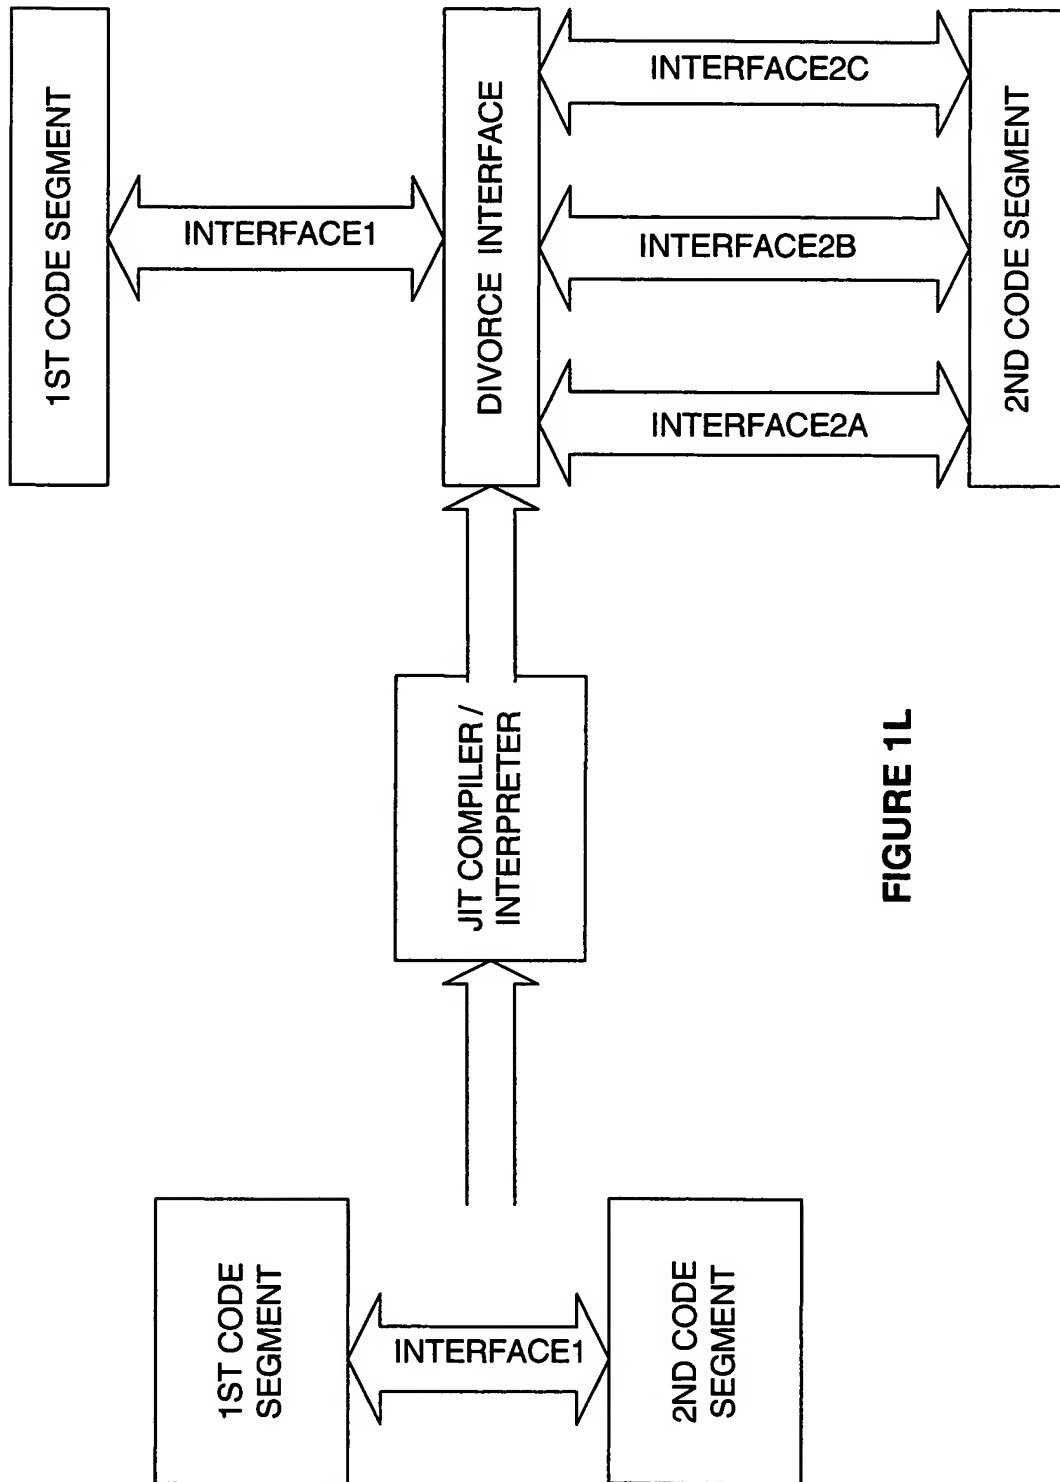 1ST CODE SEGMENT
INTERFACE1
DIVORCE INTERFACE
INTERFACE2A
INTERFACE2B
INTERFACE2C
2ND CODE SEGMENT
JIT COMPILER /
INTERPRETER
1ST CODE
SEGMENT
INTERFACE1
2ND CODE
SEGMENT
FIGURE 1L